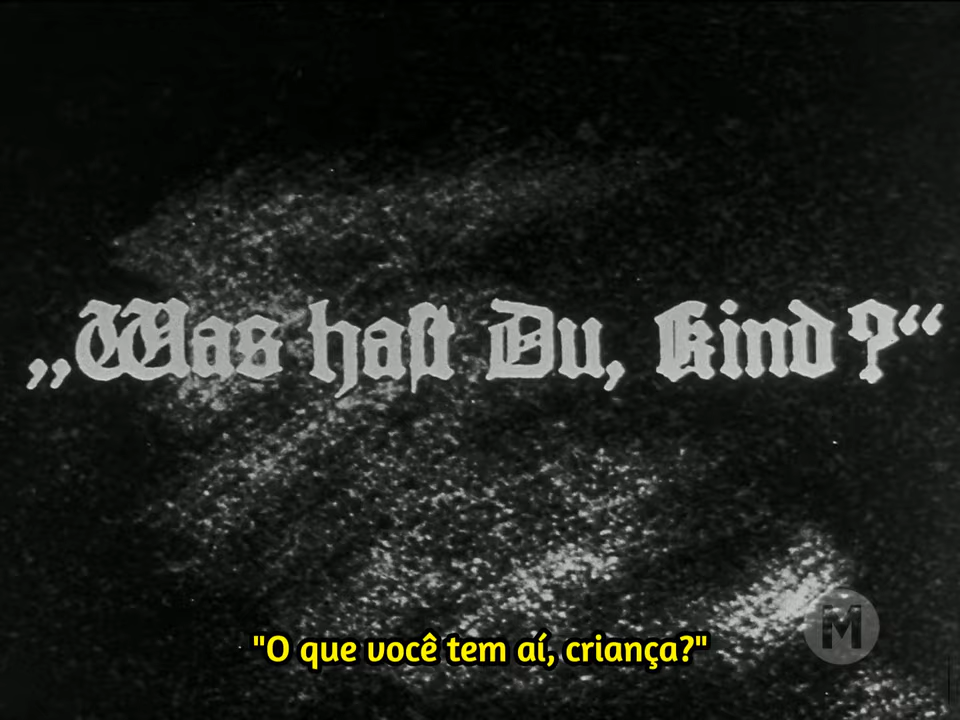 „Was hast Du, Kind?“
M
"O que você tem aí, criança?"